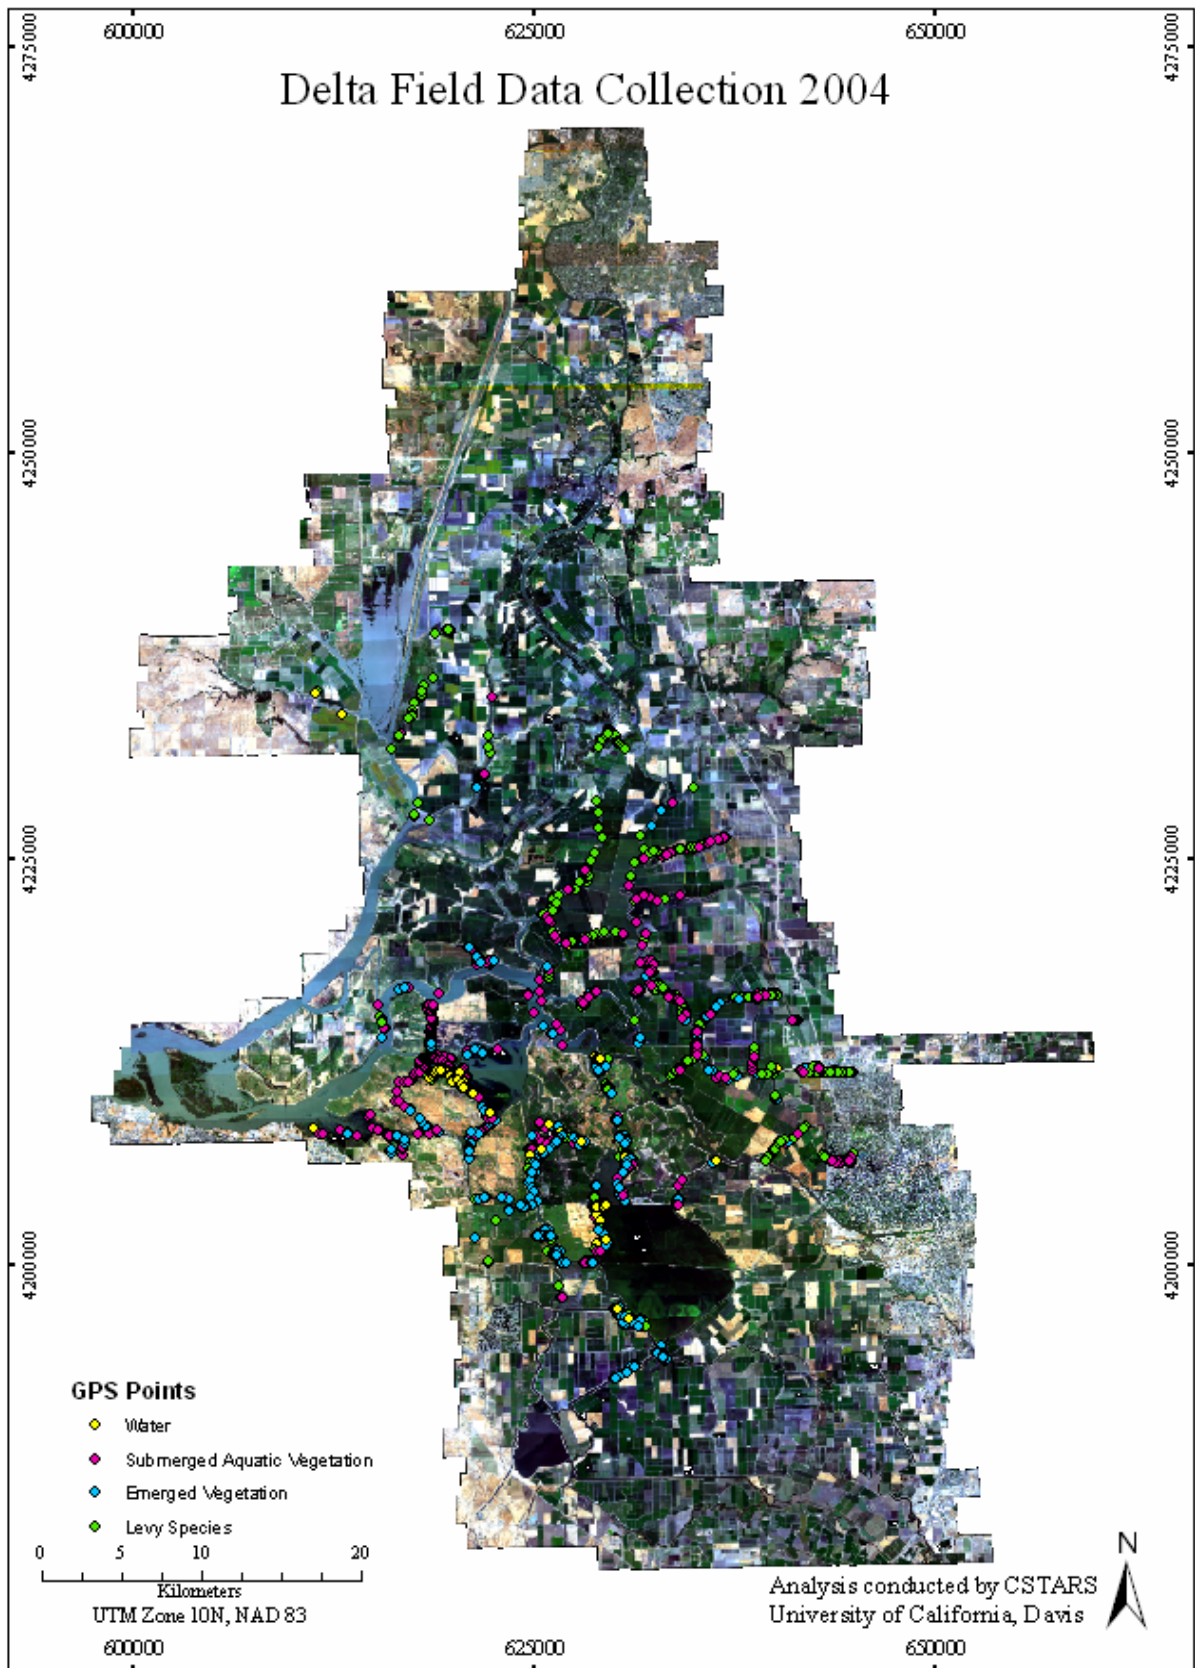 600000 625000 650000
4275000 4275000
Delta Field Data Collection 2004
4250000 4250000
4225000 4225000
4200000 4200000
GPS Points
Water
Submerged Aquatic Vegetation
Emerged Vegetation
Levy Species
0 5 10 20
Kilometers
UTM Zone 10N, NAD 83
N
Analysis conducted by CSTARS
University of California, Davis
600000 625000 650000